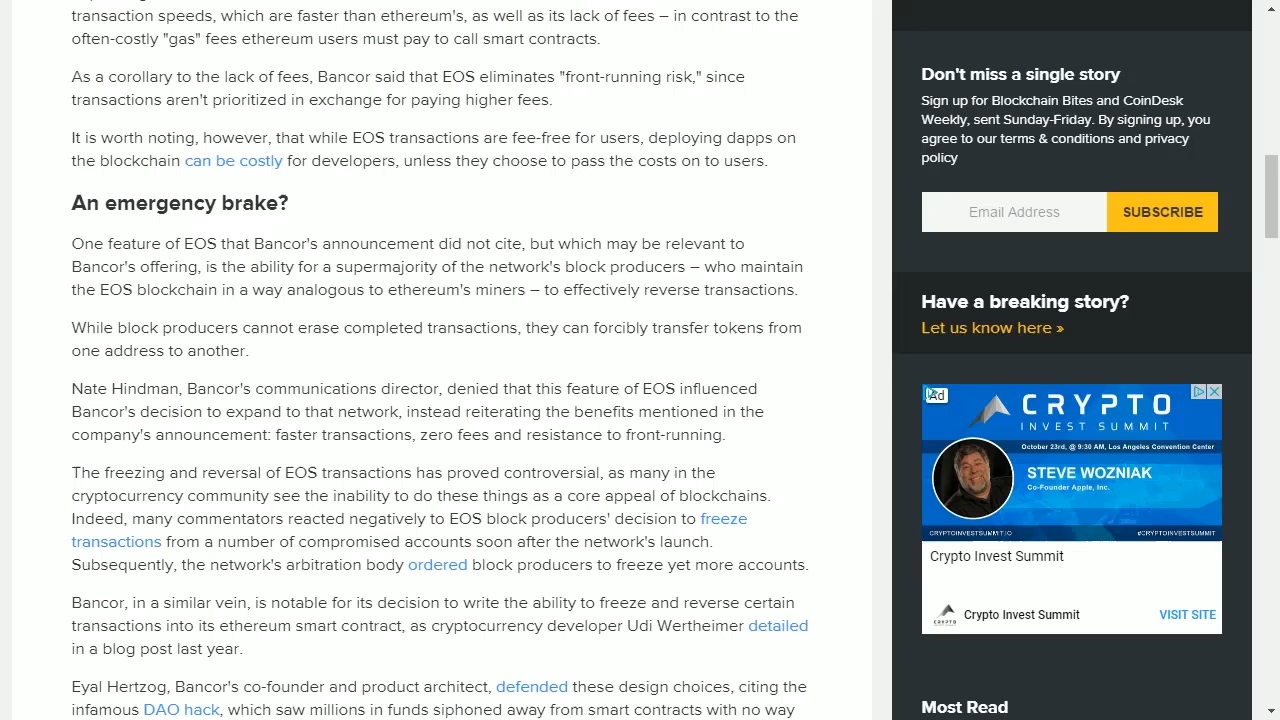 transaction speeds, which are faster than ethereum's, as well as its lack of fees – in contrast to the
often-costly "gas" fees ethereum users must pay to call smart contracts.
As a corollary to the lack of fees, Bancor said that EOS eliminates "front-running risk," since
transactions aren't prioritized in exchange for paying higher fees.
It is worth noting, however, that while EOS transactions are fee-free for users, deploying dapps on
the blockchain can be costly for developers, unless they choose to pass the costs on to users.
An emergency brake?
One feature of EOS that Bancor's announcement did not cite, but which may be relevant to
Bancor's offering, is the ability for a supermajority of the network's block producers – who maintain
the EOS blockchain in a way analogous to ethereum's miners – to effectively reverse transactions.
While block producers cannot erase completed transactions, they can forcibly transfer tokens from
one address to another.
Nate Hindman, Bancor's communications director, denied that this feature of EOS influenced
Bancor's decision to expand to that network, instead reiterating the benefits mentioned in the
company's announcement: faster transactions, zero fees and resistance to front-running.
The freezing and reversal of EOS transactions has proved controversial, as many in the
cryptocurrency community see the inability to do these things as a core appeal of blockchains.
Indeed, many commentators reacted negatively to EOS block producers' decision to freeze
transactions from a number of compromised accounts soon after the network's launch.
Subsequently, the network's arbitration body ordered block producers to freeze yet more accounts.
Bancor, in a similar vein, is notable for its decision to write the ability to freeze and reverse certain
transactions into its ethereum smart contract, as cryptocurrency developer Udi Wertheimer detailed
in a blog post last year.
Eyal Hertzog, Bancor's co-founder and product architect, defended these design choices, citing the
infamous DAO hack, which saw millions in funds siphoned away from smart contracts with no way
Don't miss a single story
Sign up for Blockchain Bites and CoinDesk
Weekly, sent Sunday-Friday. By signing up, you
agree to our terms & conditions and privacy
policy
Email Address
SUBSCRIBE
Have a breaking story?
Let us know here »
Ad
CRYPTO
INVEST SUMMIT
October 23rd, @ 9:30 AM, Los Angeles Convention Center
STEVE WOZNIAK
Co-Founder Apple, Inc.
CRYPTOINVESTSUMMIT.IO
#CRYPTOINVESTSUMMIT
Crypto Invest Summit
CRYPTO
Crypto Invest Summit
VISIT SITE
Most Read